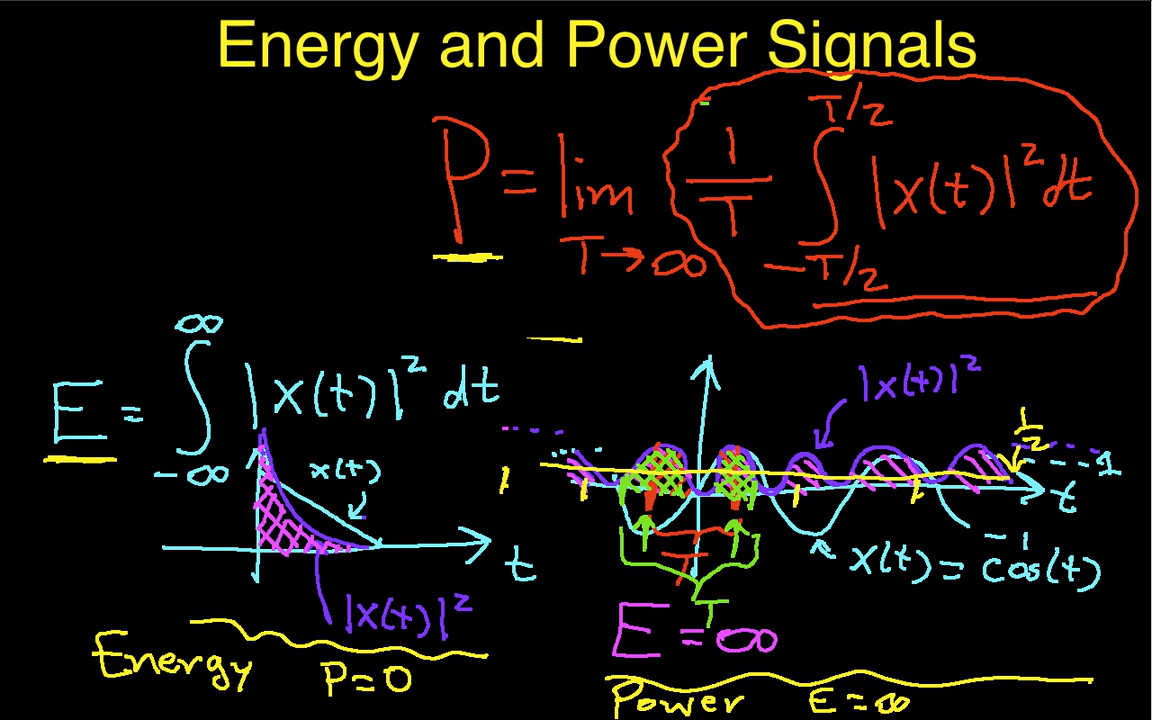 Energy and Power Signals
P = lim T→∞ 1/T ∫ -T/2 T/2 |x(t)|² dt
E = ∫ -∞ ∞ |x(t)|² dt
|x(t)|²
1/2
1
- - 1
x(t)
t
t
-1
x(t) = cos(t)
T
T
|x(t)|²
E = ∞
Energy P=0
Power E=∞